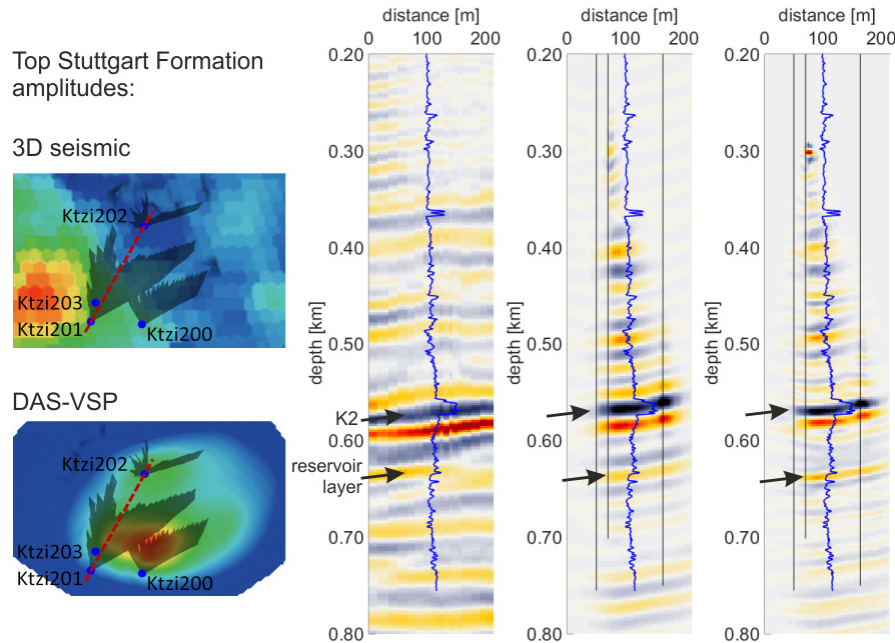 Top Stuttgart Formation
amplitudes:
3D seismic
Ktzi202
Ktzi203
Ktzi201
Ktzi200
DAS-VSP
Ktzi202
Ktzi203
Ktzi201
Ktzi200
distance [m]
0 100 200
0.20
0.30
0.40
0.50
0.60
0.70
0.80
depth [km]
K2
reservoir
layer
distance [m]
0 100 200
0.20
0.30
0.40
0.50
0.60
0.70
0.80
depth [km]
distance [m]
0 100 200
0.20
0.30
0.40
0.50
0.60
0.70
0.80
depth [km]